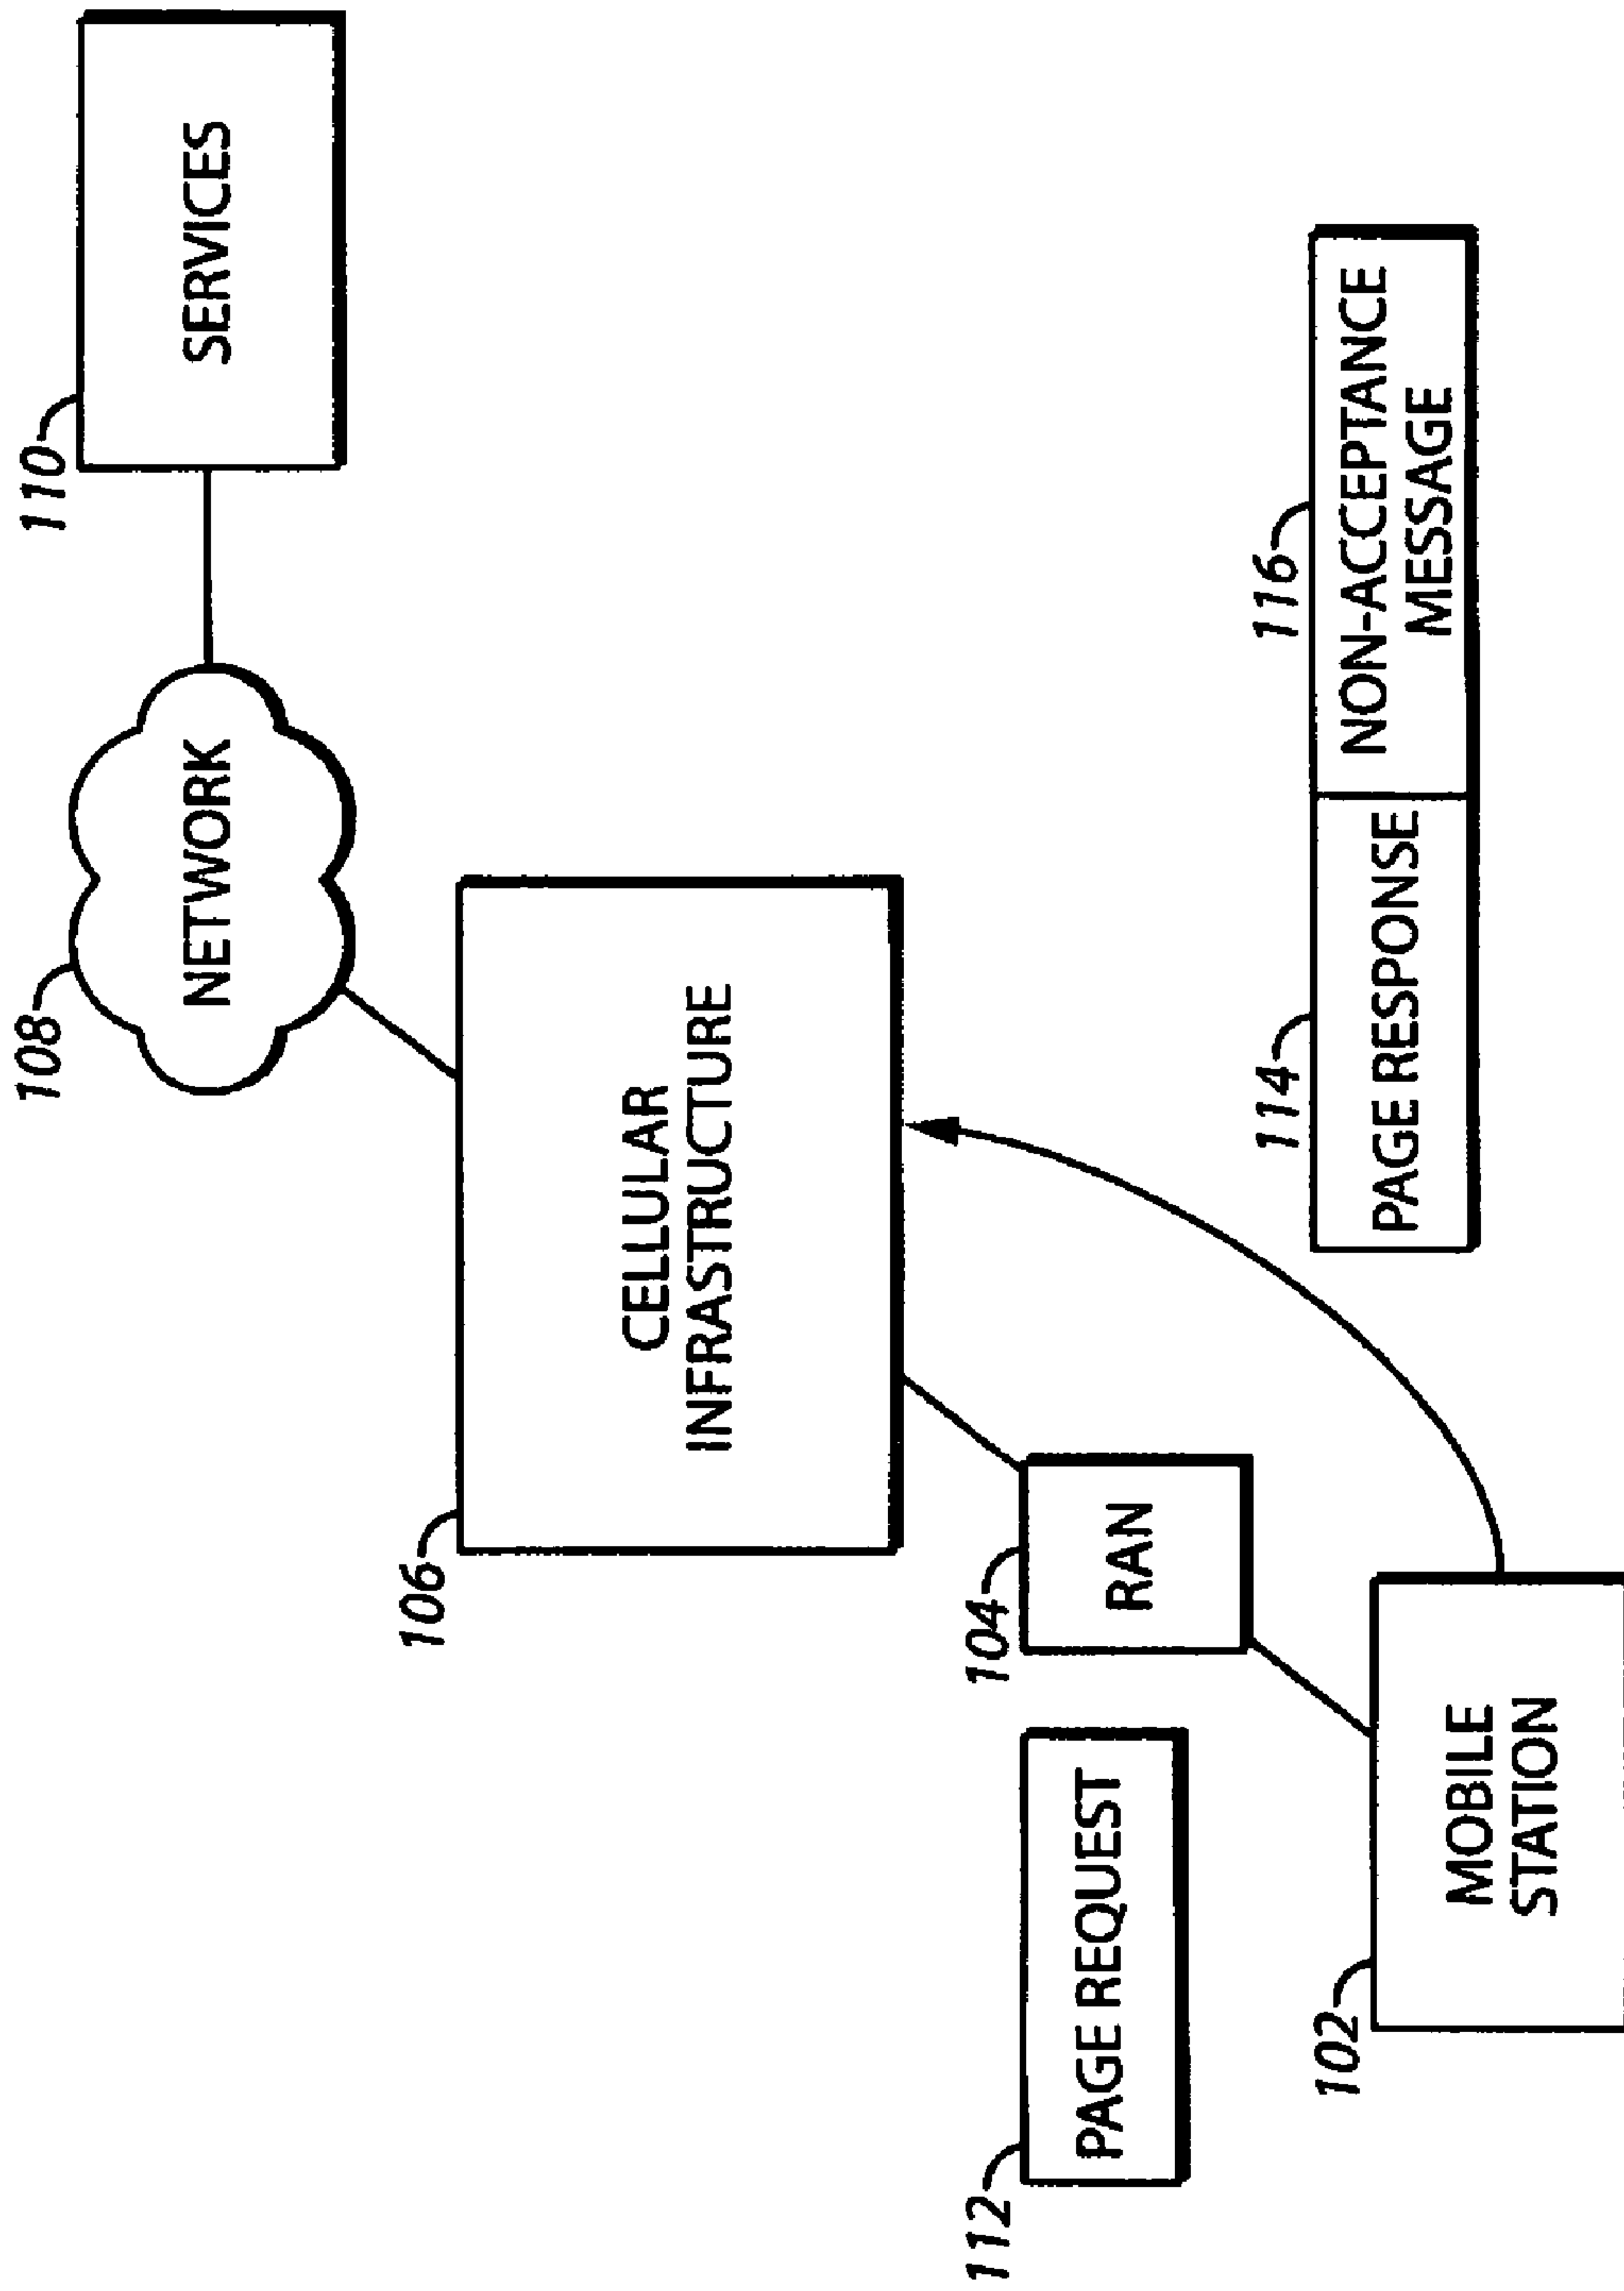 110
SERVICES
108
NETWORK
106
CELLULAR
INFRASTRUCTURE
104
RAN
112
PAGE REQUEST
102
MOBILE
STATION
114
PAGE RESPONSE
116
NON-ACCEPTANCE
MESSAGE